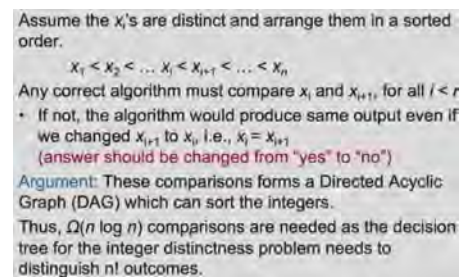 Assume the xᵢ's are distinct and arrange them in a sorted
order.
x₁ < x₂ < ... xᵢ < xᵢ₊₁ < ... < xₙ
Any correct algorithm must compare xᵢ and xᵢ₊₁, for all i <
• If not, the algorithm would produce same output even if
we changed xᵢ₊₁ to xᵢ, i.e., xᵢ = xᵢ₊₁
(answer should be changed from "yes" to "no")
Argument: These comparisons forms a Directed Acyclic
Graph (DAG) which can sort the integers.
Thus, Ω(n log n) comparisons are needed as the decision
tree for the integer distinctness problem needs to
distinguish n! outcomes.